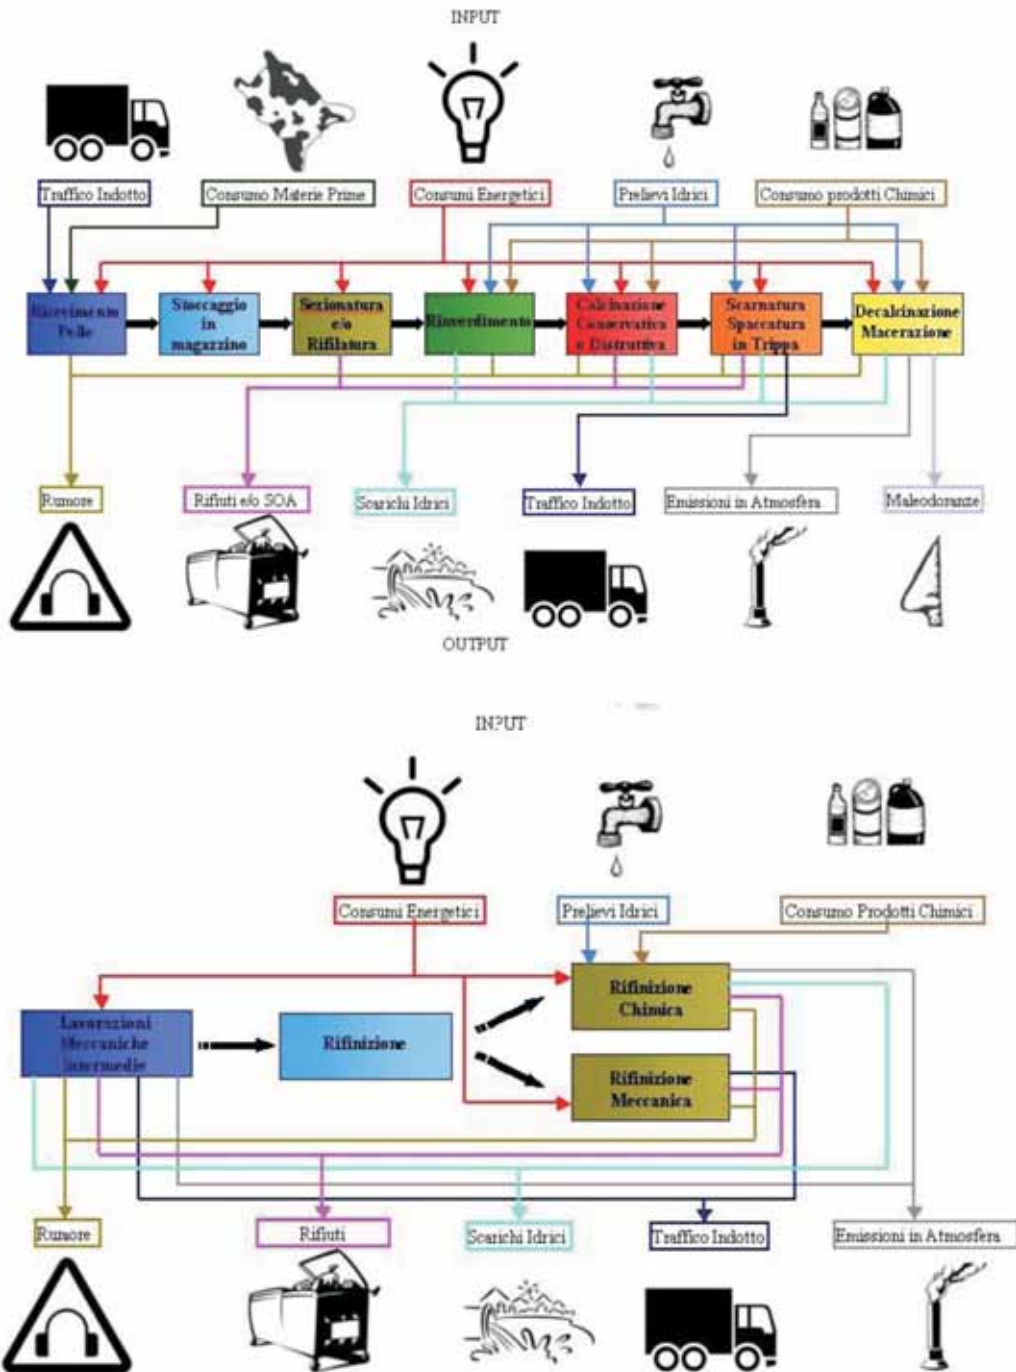 INPUT
Traffico Indotto
Consumo Materie Prime
Consumi Energetici
Prelievi Idrici
Consumo prodotti Chimici
Ricevimento
Pelle
Stoccaggio
in
magazzino
Sezionatura
e/o
Rifilatura
Rinverdimento
Calcinazione
Conservativa
o Distruttiva
Scarnatura
Spaccatura
in Trippa
Decalcinazione
Macerazione
Rumore
Rifiuti e/o SOA
Scarichi Idrici
Traffico Indotto
Emissioni in Atmosfera
Maleodoranze
OUTPUT
INPUT
Consumi Energetici
Prelievi Idrici
Consumo Prodotti Chimici
Lavorazioni
Meccaniche
intermedie
Rifinizione
Rifinizione
Chimica
Rifinizione
Meccanica
Rumore
Rifiuti
Scarichi Idrici
Traffico Indotto
Emissioni in Atmosfera